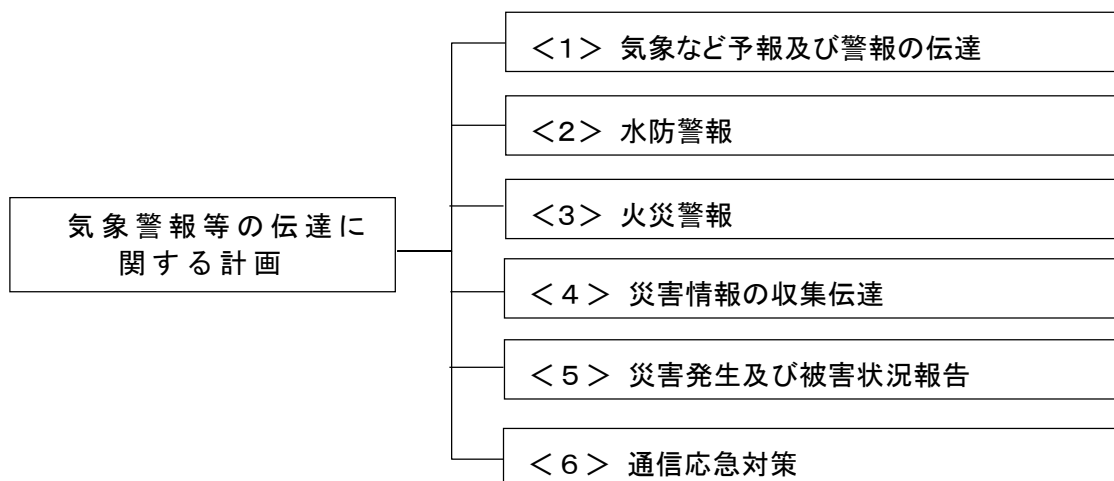 気象警報等の伝達に
関する計画
＜１＞ 気象など予報及び警報の伝達
＜２＞ 水防警報
＜３＞ 火災警報
＜４＞ 災害情報の収集伝達
＜５＞ 災害発生及び被害状況報告
＜６＞ 通信応急対策